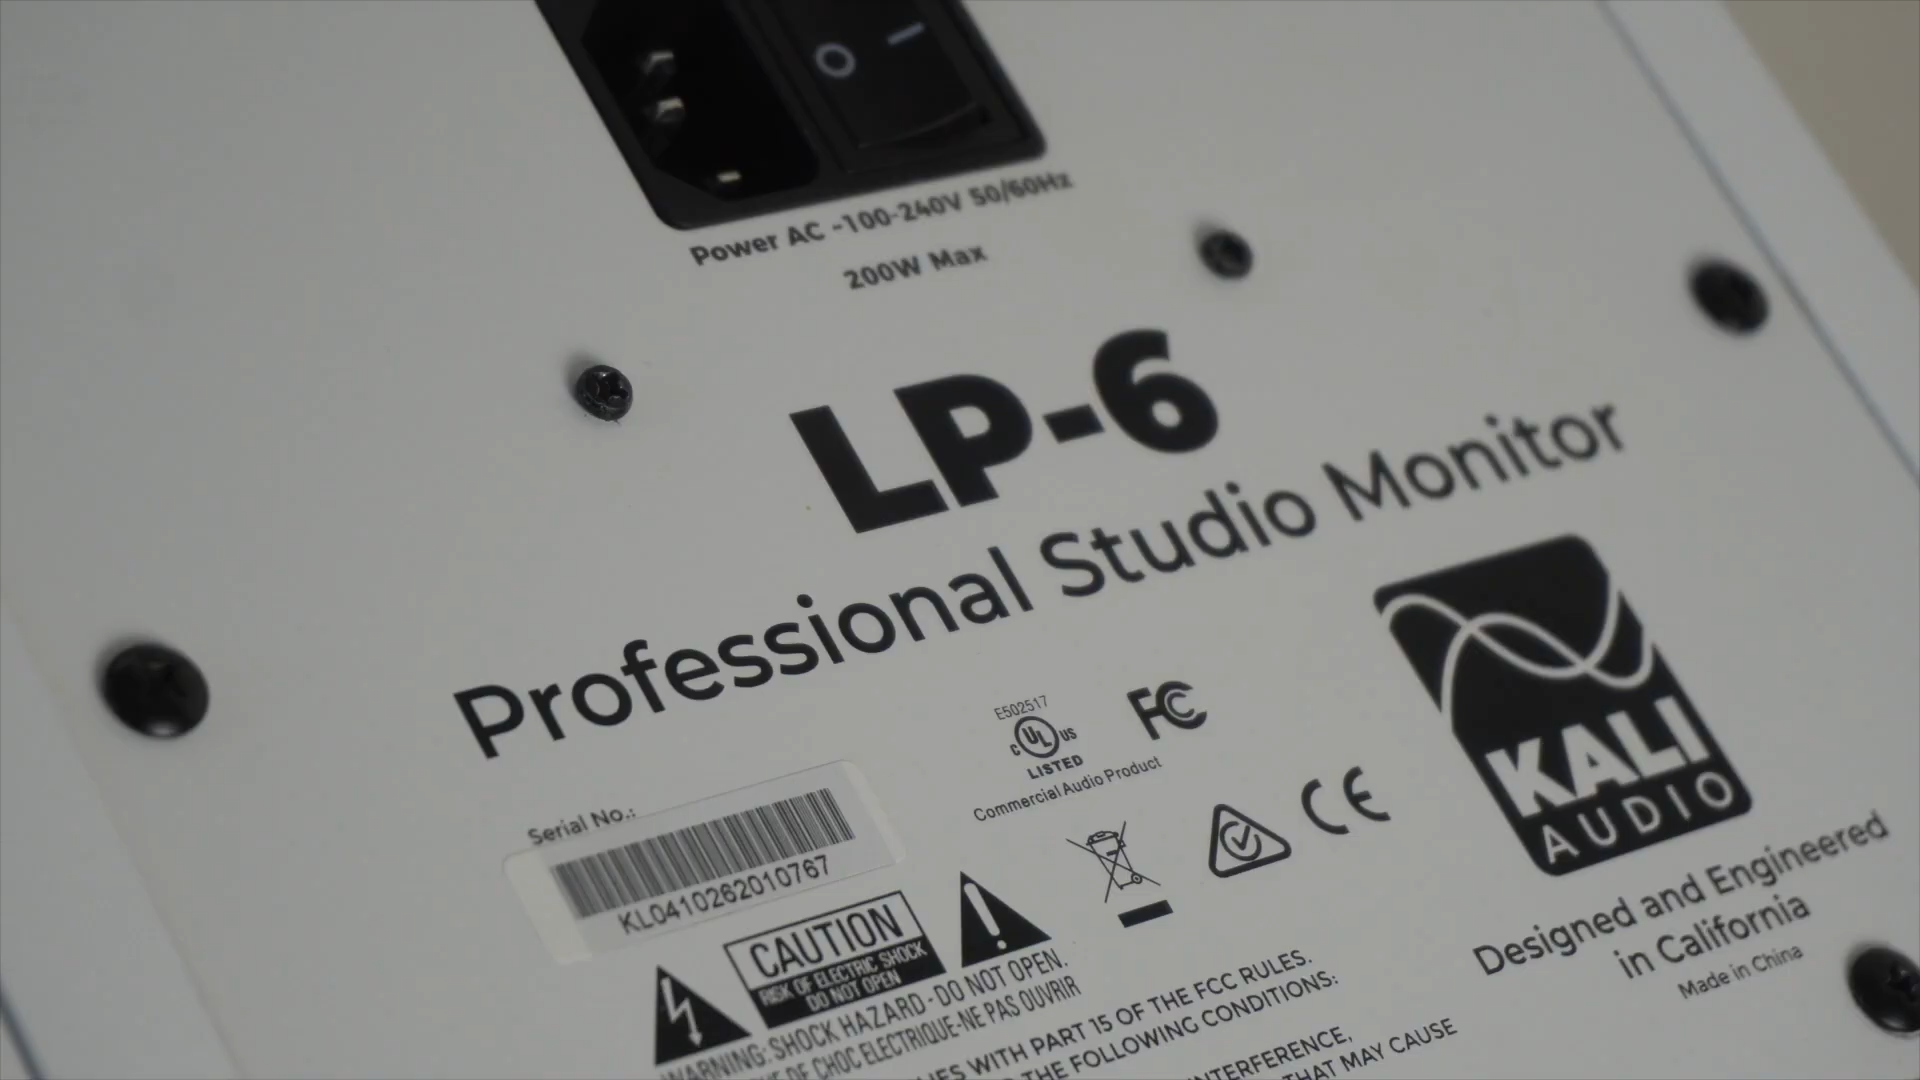 Power AC ~100-240V 50/60Hz
200W Max
LP-6
Professional Studio Monitor
E502517
C UL US
LISTED
FC
Commercial Audio Product
CE
KALI
AUDIO
Designed and Engineered
in California
Made in China
Serial No.:
KL0410262010767
CAUTION
RISK OF ELECTRIC SHOCK
DO NOT OPEN
WARNING: SHOCK HAZARD - DO NOT OPEN.
DE CHOC ELECTRIQUE-NE PAS OUVRIR
WITH PART 15 OF THE FCC RULES.
THE FOLLOWING CONDITIONS:
INTERFERENCE,
THAT MAY CAUSE